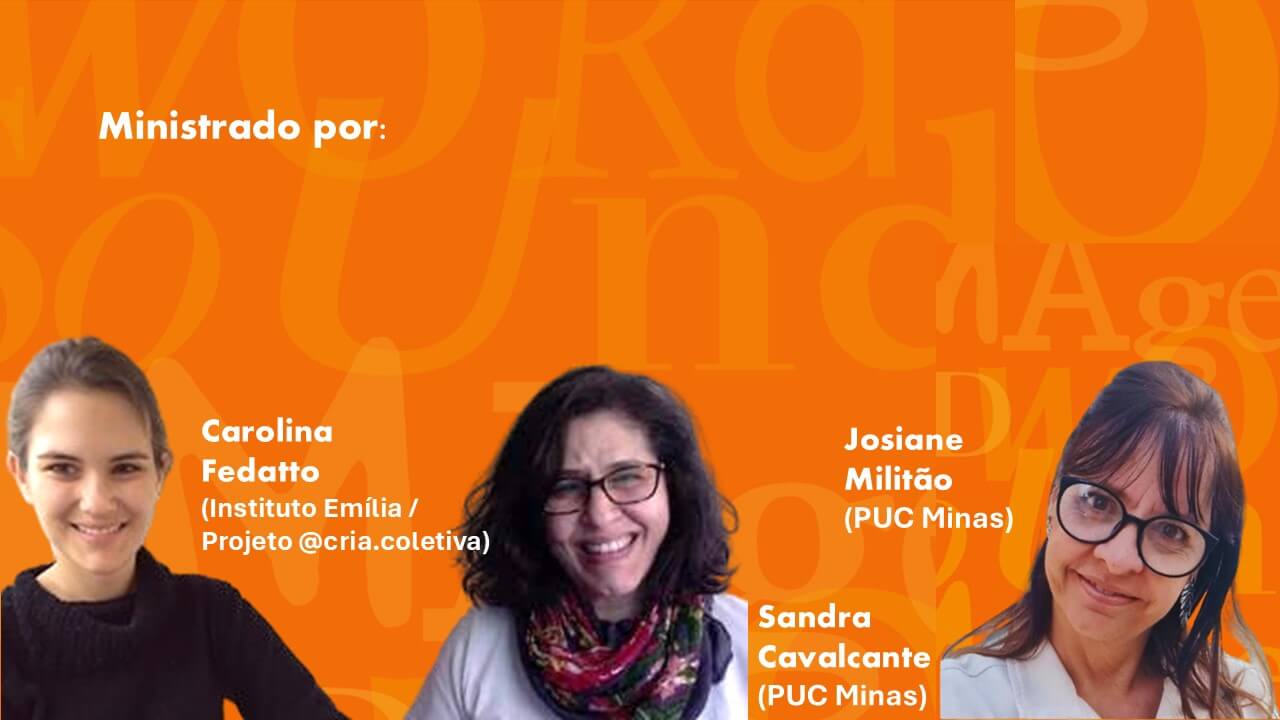 Ministrado por:
Carolina
Fedatto
(Instituto Emília /
Projeto @cria.coletiva)
Josiane
Militão
(PUC Minas)
Sandra
Cavalcante
(PUC Minas)